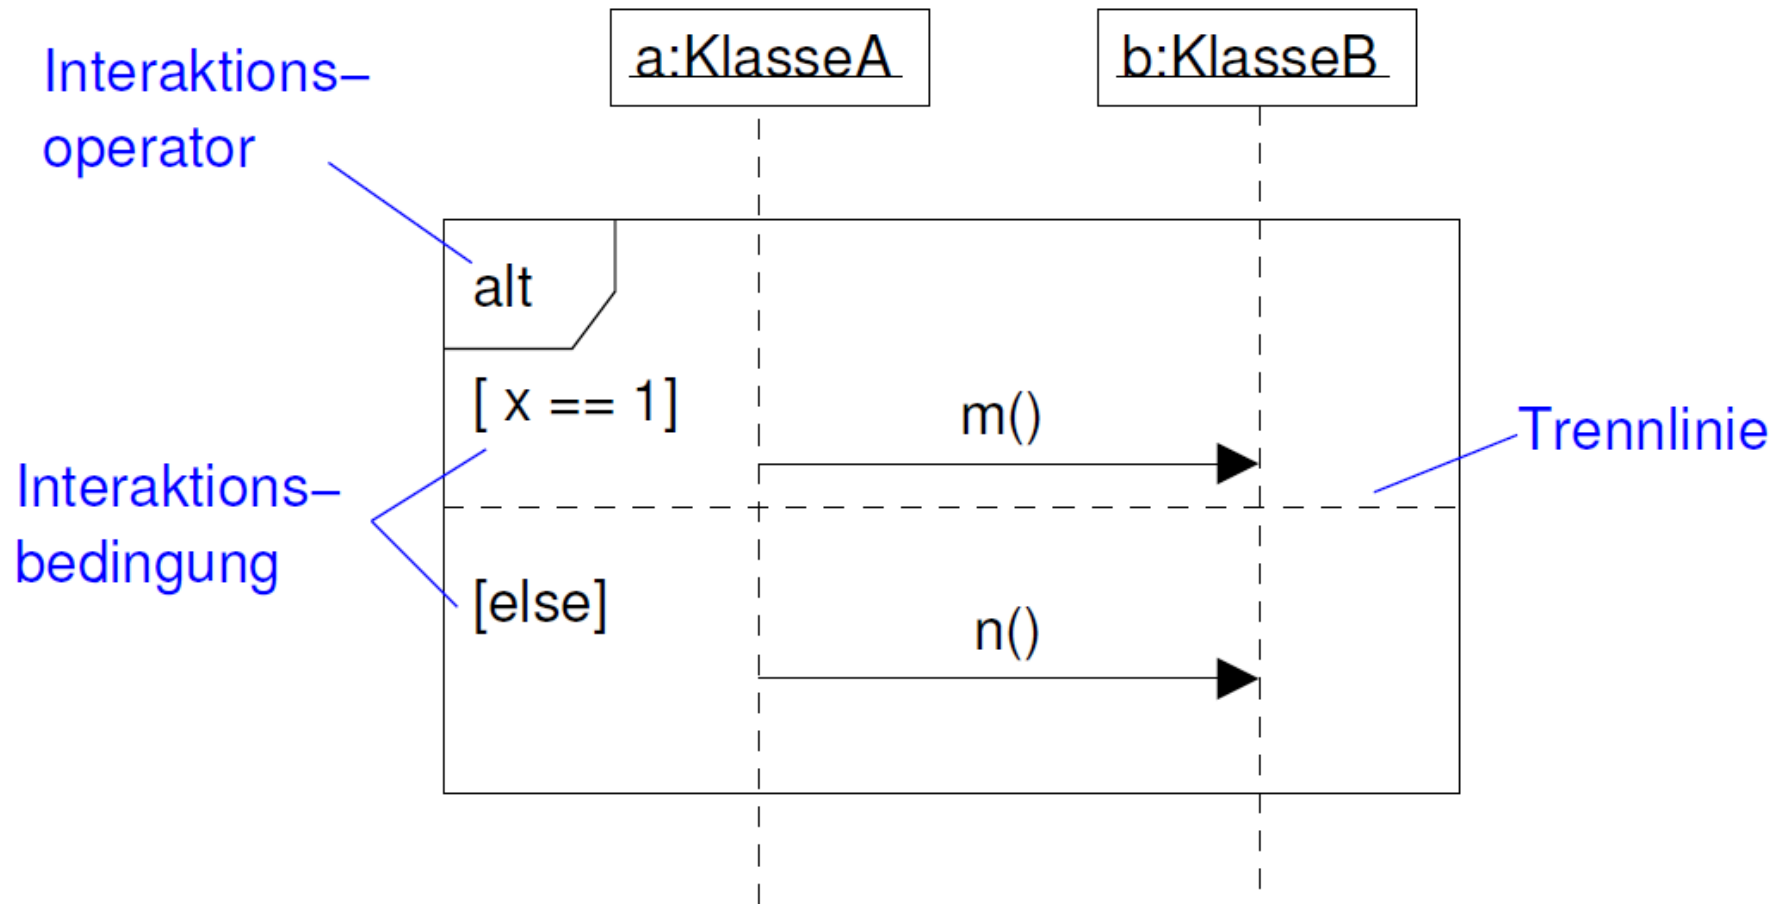 a:KlasseA
b:KlasseB
Interaktions–
operator
alt
[ x == 1]
m()
Trennlinie
Interaktions–
bedingung
[else]
n()